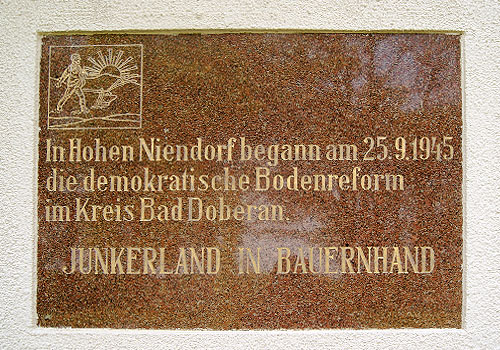 In Hohen Niendorf begann am 25.9.1945
die demokratische Bodenreform
im Kreis Bad Doberan.
JUNKERLAND IN BAUERNHAND